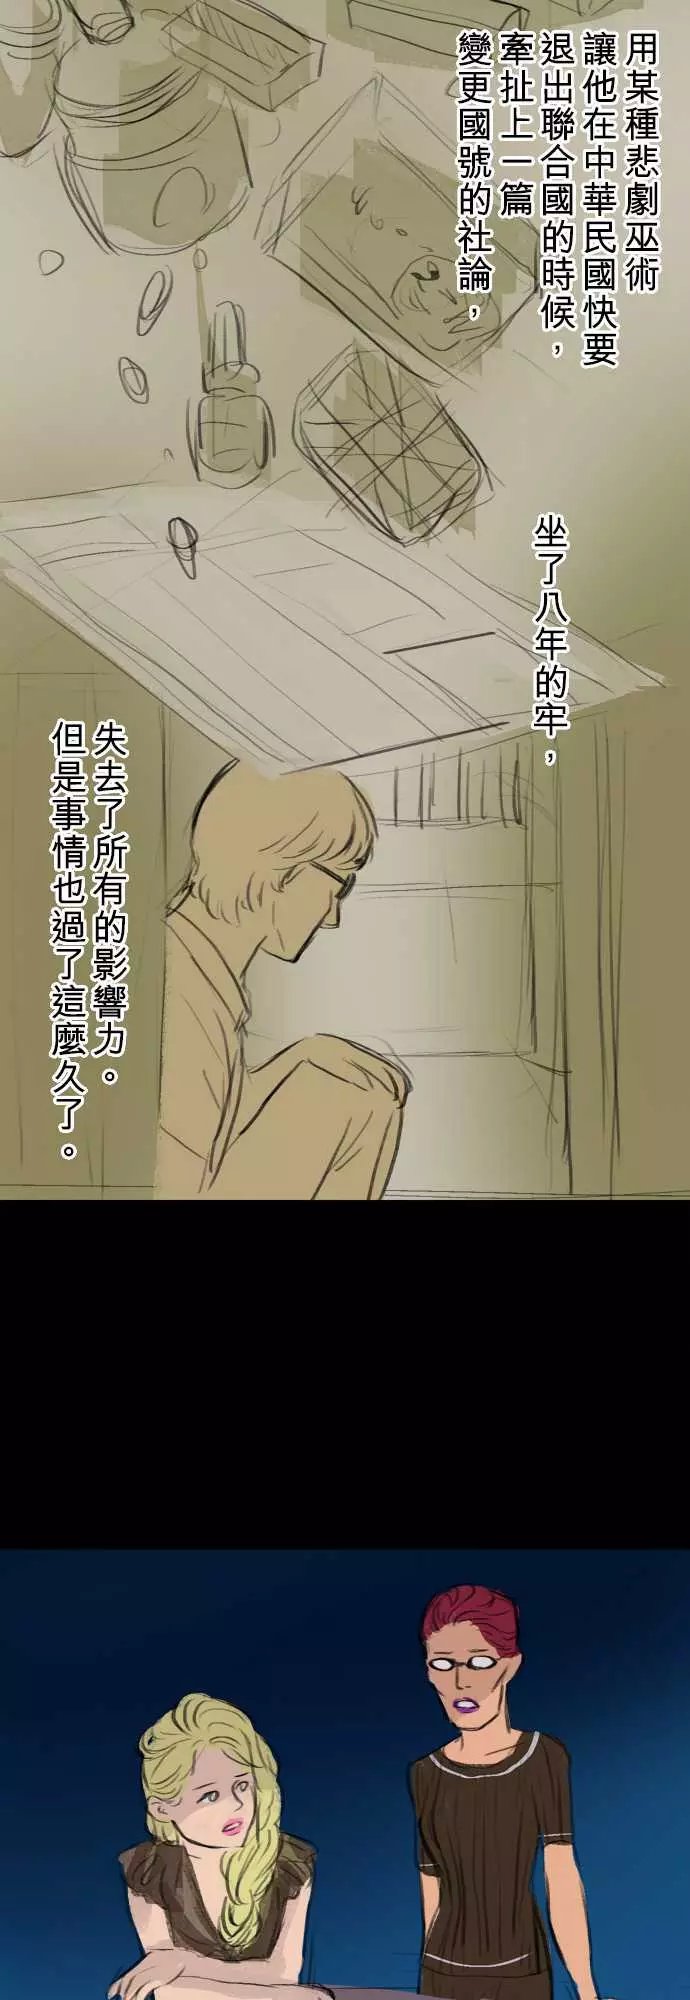 用某種悲劇巫術
讓他在中華民國快要
退出聯合國的時候，
牽扯上一篇
變更國號的社論，
坐了八年的牢，
失去了所有的影響力。
但是事情也過了這麼久了。